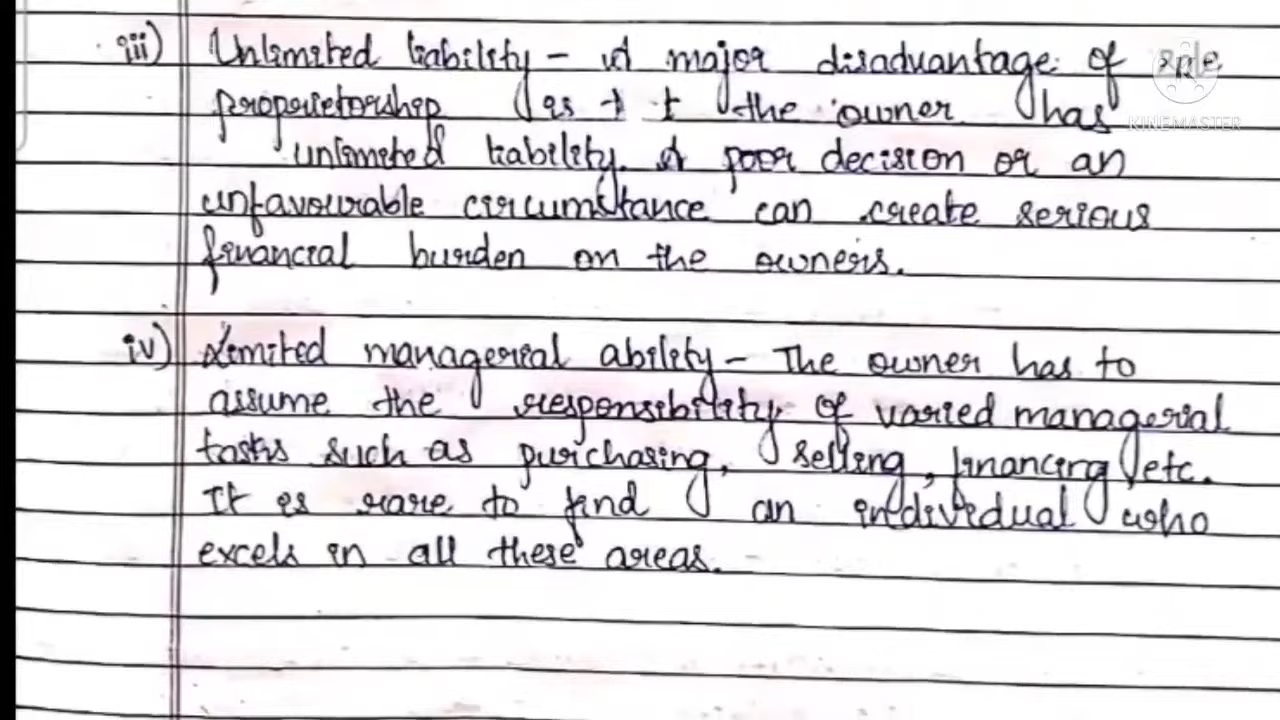 iii) Unlimited liability – A major disadvantage of sole
proprietorship is the owner has
unlimited liability. A poor decision or an
unfavourable circumstance can create serious
financial burden on the owners.
iv) Limited managerial ability – The owner has to
assume the responsibility of varied managerial
tasks such as purchasing, selling, financing etc.
It is rare to find an individual who
excels in all these areas.
KINEMASTER